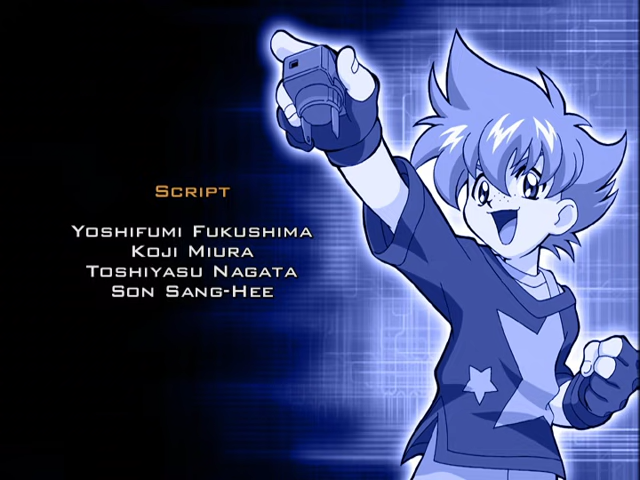 Script
Yoshifumi Fukushima
Koji Miura
Toshiyasu Nagata
Son Sang-Hee